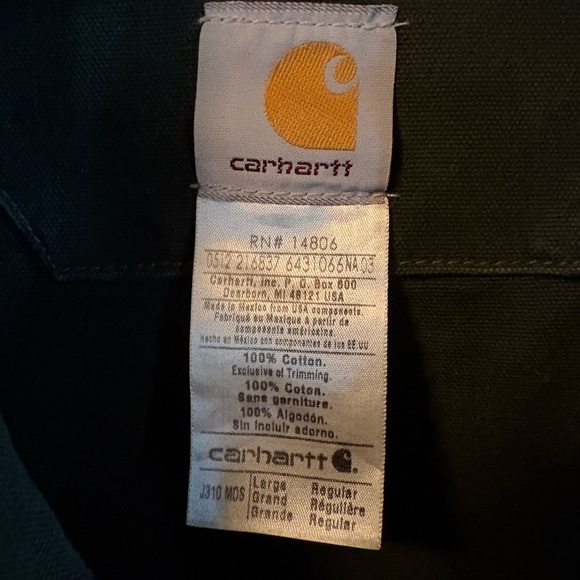 carhartt
RN# 14806
0512 216837 6431066NA 03
Carhartt, Inc. P. O. Box 600
Dearborn, MI 48121 USA
Made in Mexico from USA components.
Fabriqué au Mexique à partir de
composants américains.
Hecho en México con componentes de los EE.UU
100% Cotton.
Exclusive of Trimming.
100% Coton.
Sans garniture.
100% Algodón.
Sin incluir adorno.
carhartt
J310 MOS
Large Regular
Grand Régulière
Grande Regular